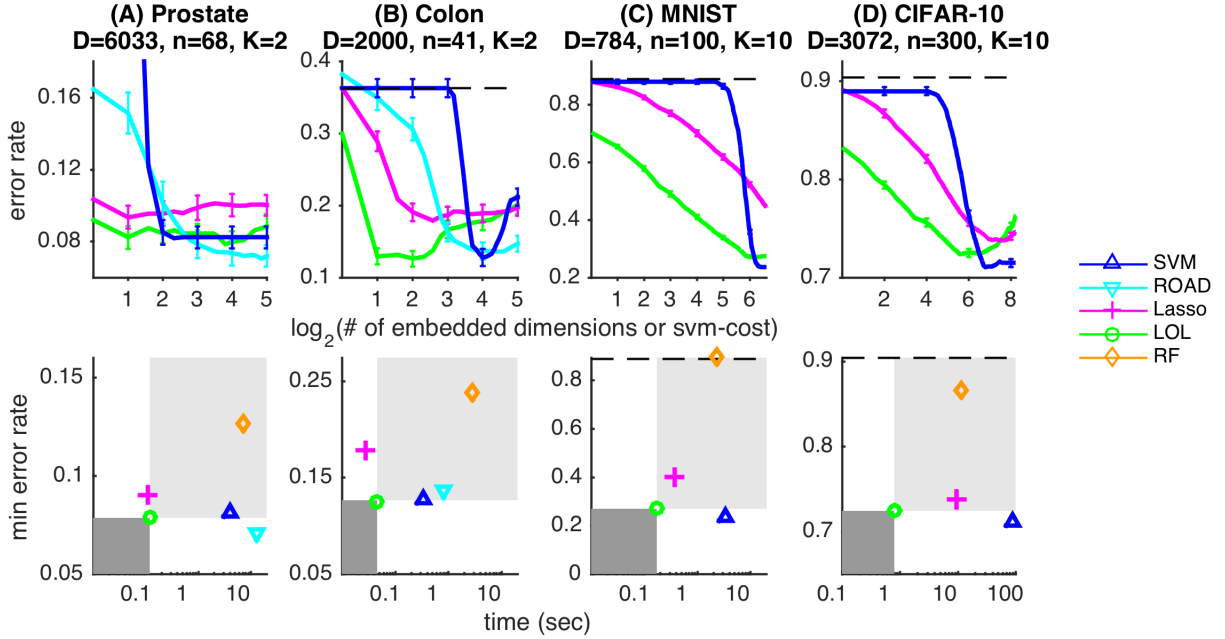 (A) Prostate
D=6033, n=68, K=2
(B) Colon
D=2000, n=41, K=2
(C) MNIST
D=784, n=100, K=10
(D) CIFAR-10
D=3072, n=300, K=10
error rate
0.16
0.12
0.08
1 2 3 4 5
0.4
0.3
0.2
0.1
1 2 3 4 5
0.8
0.6
0.4
0.2
1 2 3 4 5 6
0.9
0.8
0.7
2 4 6 8
log2(# of embedded dimensions or svm-cost)
SVM
ROAD
Lasso
LOL
RF
min error rate
0.15
0.1
0.05
0.1 1 10
0.25
0.15
0.05
0.1 1 10
0.8
0.6
0.4
0.2
0
0.1 1 10
0.9
0.8
0.7
0.1 1 10 100
time (sec)